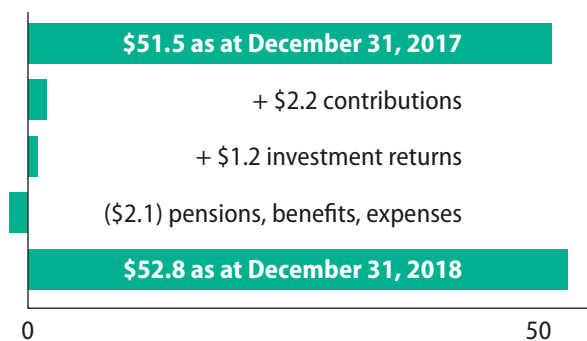 $51.5 as at December 31, 2017
+ $2.2 contributions
+ $1.2 investment returns
($2.1) pensions, benefits, expenses
$52.8 as at December 31, 2018
0 50